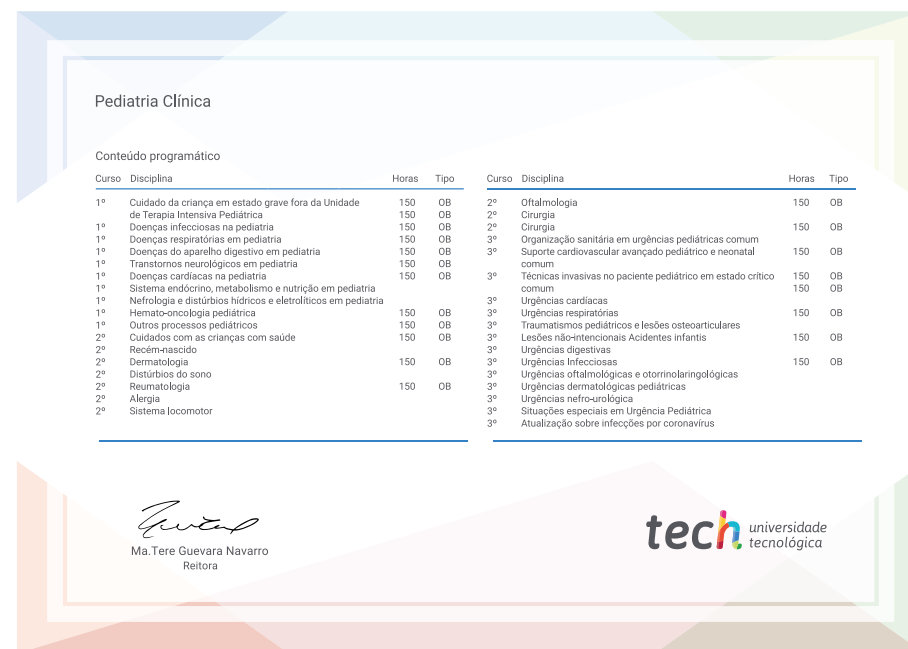 Pediatria Clínica
Conteúdo programático
Curso Disciplina Horas Tipo
1º Cuidado da criança em estado grave fora da Unidade 150 OB
de Terapia Intensiva Pediátrica 150 OB
1º Doenças infecciosas na pediatria 150 OB
1º Doenças respiratórias em pediatria 150 OB
1º Doenças do aparelho digestivo em pediatria 150 OB
1º Transtornos neurológicos em pediatria 150 OB
1º Doenças cardíacas na pediatria 150 OB
1º Sistema endócrino, metabolismo e nutrição em pediatria
1º Nefrologia e distúrbios hídricos e eletrolíticos em pediatria
1º Hemato-oncologia pediátrica 150 OB
1º Outros processos pediátricos 150 OB
2º Cuidados com as crianças com saúde 150 OB
2º Recém-nascido
2º Dermatologia 150 OB
2º Distúrbios do sono
2º Reumatologia 150 OB
2º Alergia
2º Sistema locomotor
Curso Disciplina Horas Tipo
2º Oftalmologia 150 OB
2º Cirurgia
2º Cirurgia 150 OB
3º Organização sanitária em urgências pediátricas comum
3º Suporte cardiovascular avançado pediátrico e neonatal 150 OB
comum
3º Técnicas invasivas no paciente pediátrico em estado crítico 150 OB
comum 150 OB
3º Urgências cardíacas
3º Urgências respiratórias 150 OB
3º Traumatismos pediátricos e lesões osteoarticulares
3º Lesões não-intencionais Acidentes infantis 150 OB
3º Urgências digestivas
3º Urgências Infecciosas 150 OB
3º Urgências oftalmológicas e otorrinolaringológicas
3º Urgências dermatológicas pediátricas
3º Urgências nefro-urológica
3º Situações especiais em Urgência Pediátrica
3º Atualização sobre infecções por coronavírus
Ma.Tere Guevara Navarro
Reitora
tech universidade
tecnológica